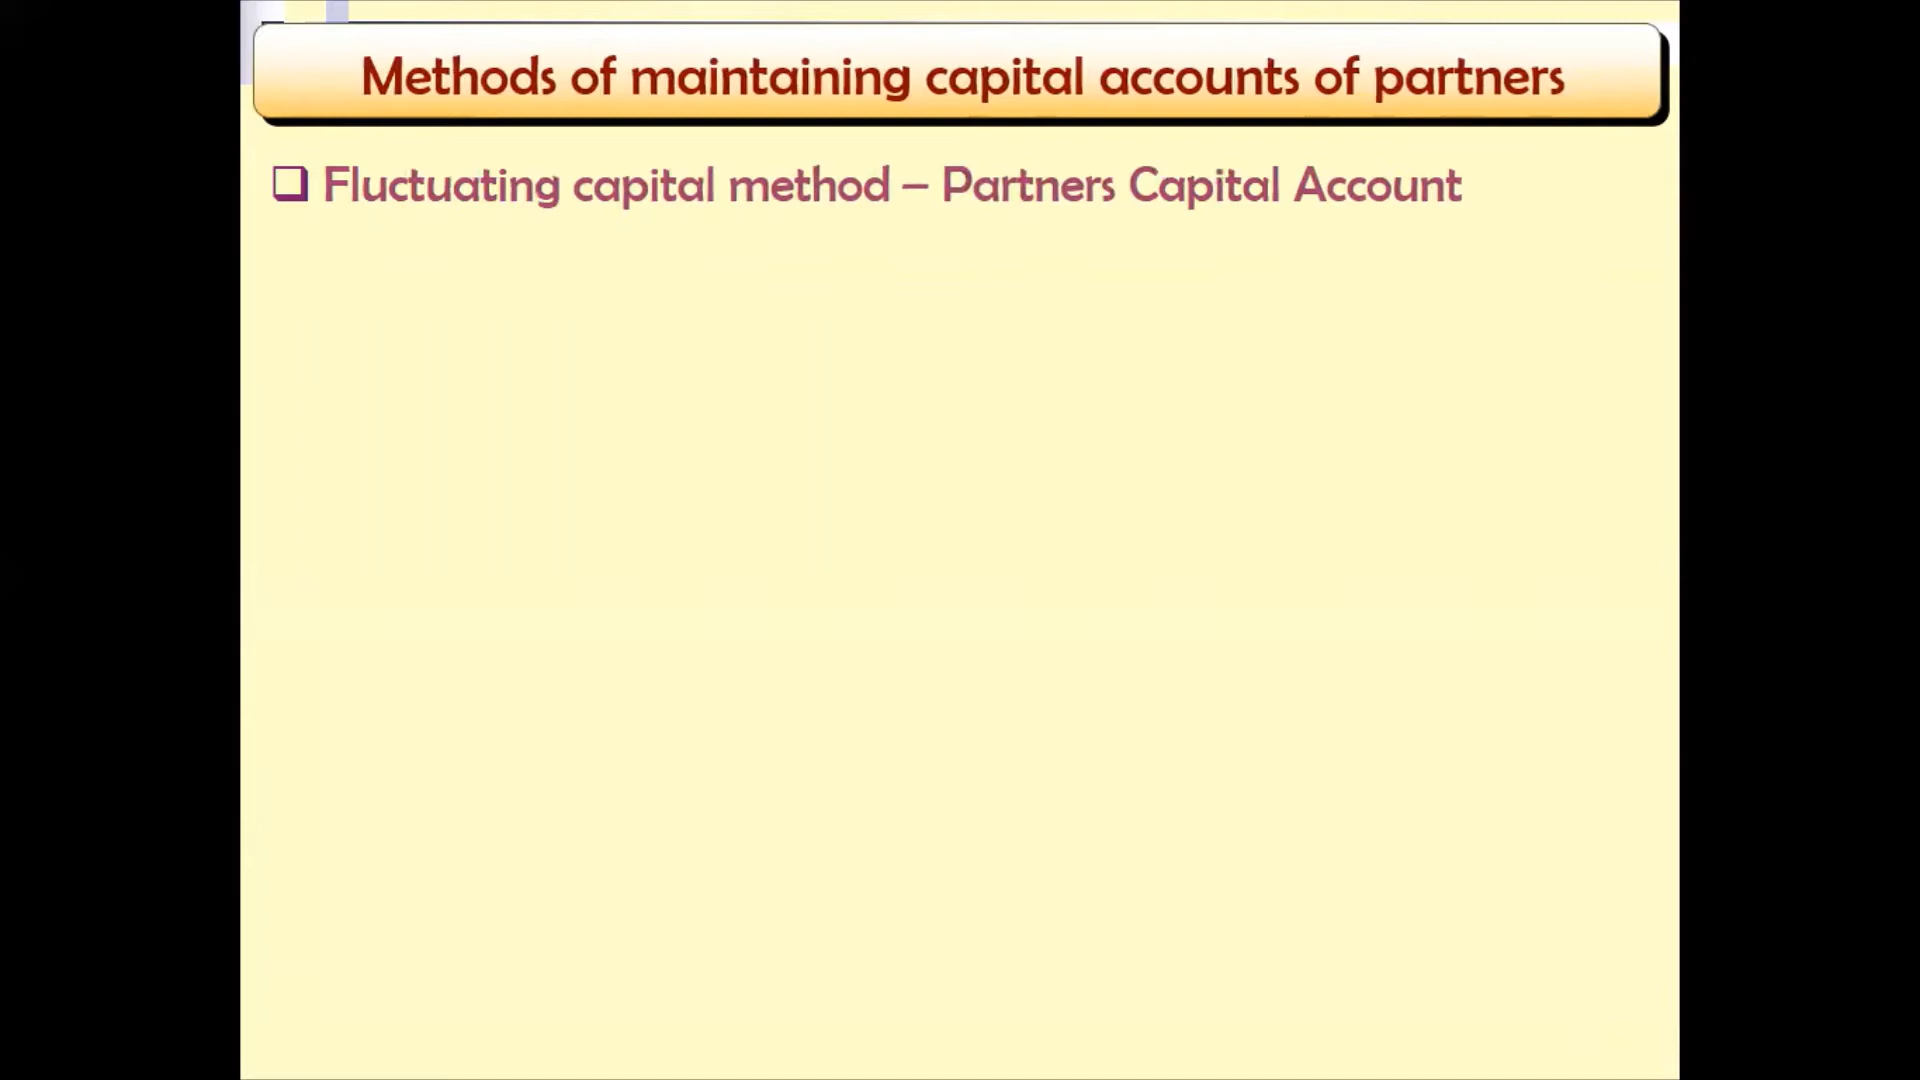 Methods of maintaining capital accounts of partners
❑ Fluctuating capital method – Partners Capital Account